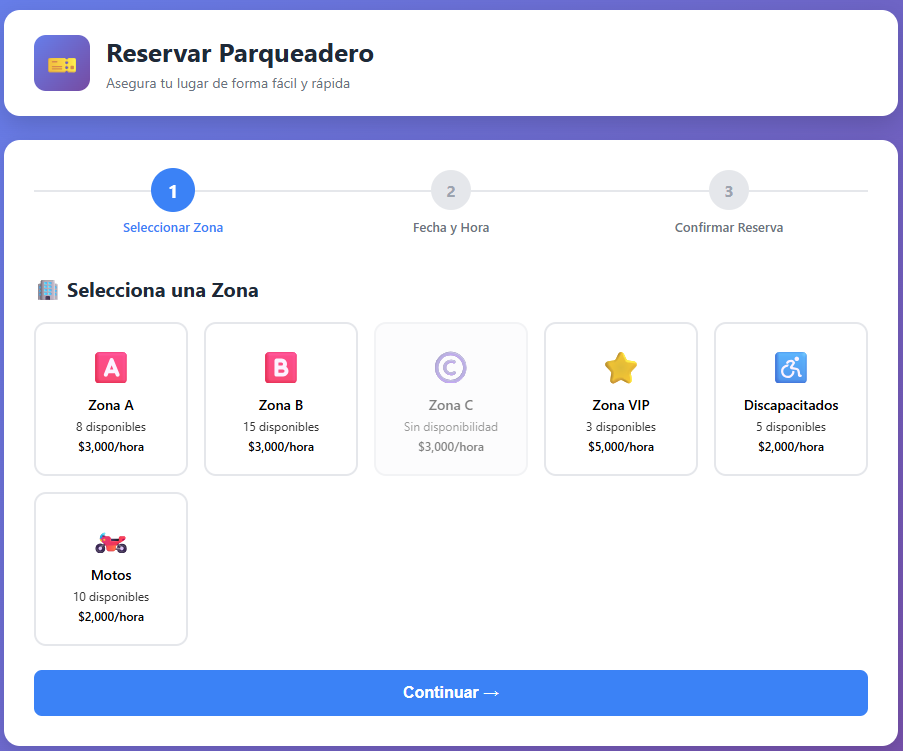 Reservar Parqueadero
Asegura tu lugar de forma fácil y rápida
1
2
3
Seleccionar Zona
Fecha y Hora
Confirmar Reserva
Selecciona una Zona
A
B
C
Zona A
Zona B
Zona C
Zona VIP
Discapacitados
8 disponibles
15 disponibles
Sin disponibilidad
3 disponibles
5 disponibles
$3,000/hora
$3,000/hora
$3,000/hora
$5,000/hora
$2,000/hora
Motos
10 disponibles
$2,000/hora
Continuar →